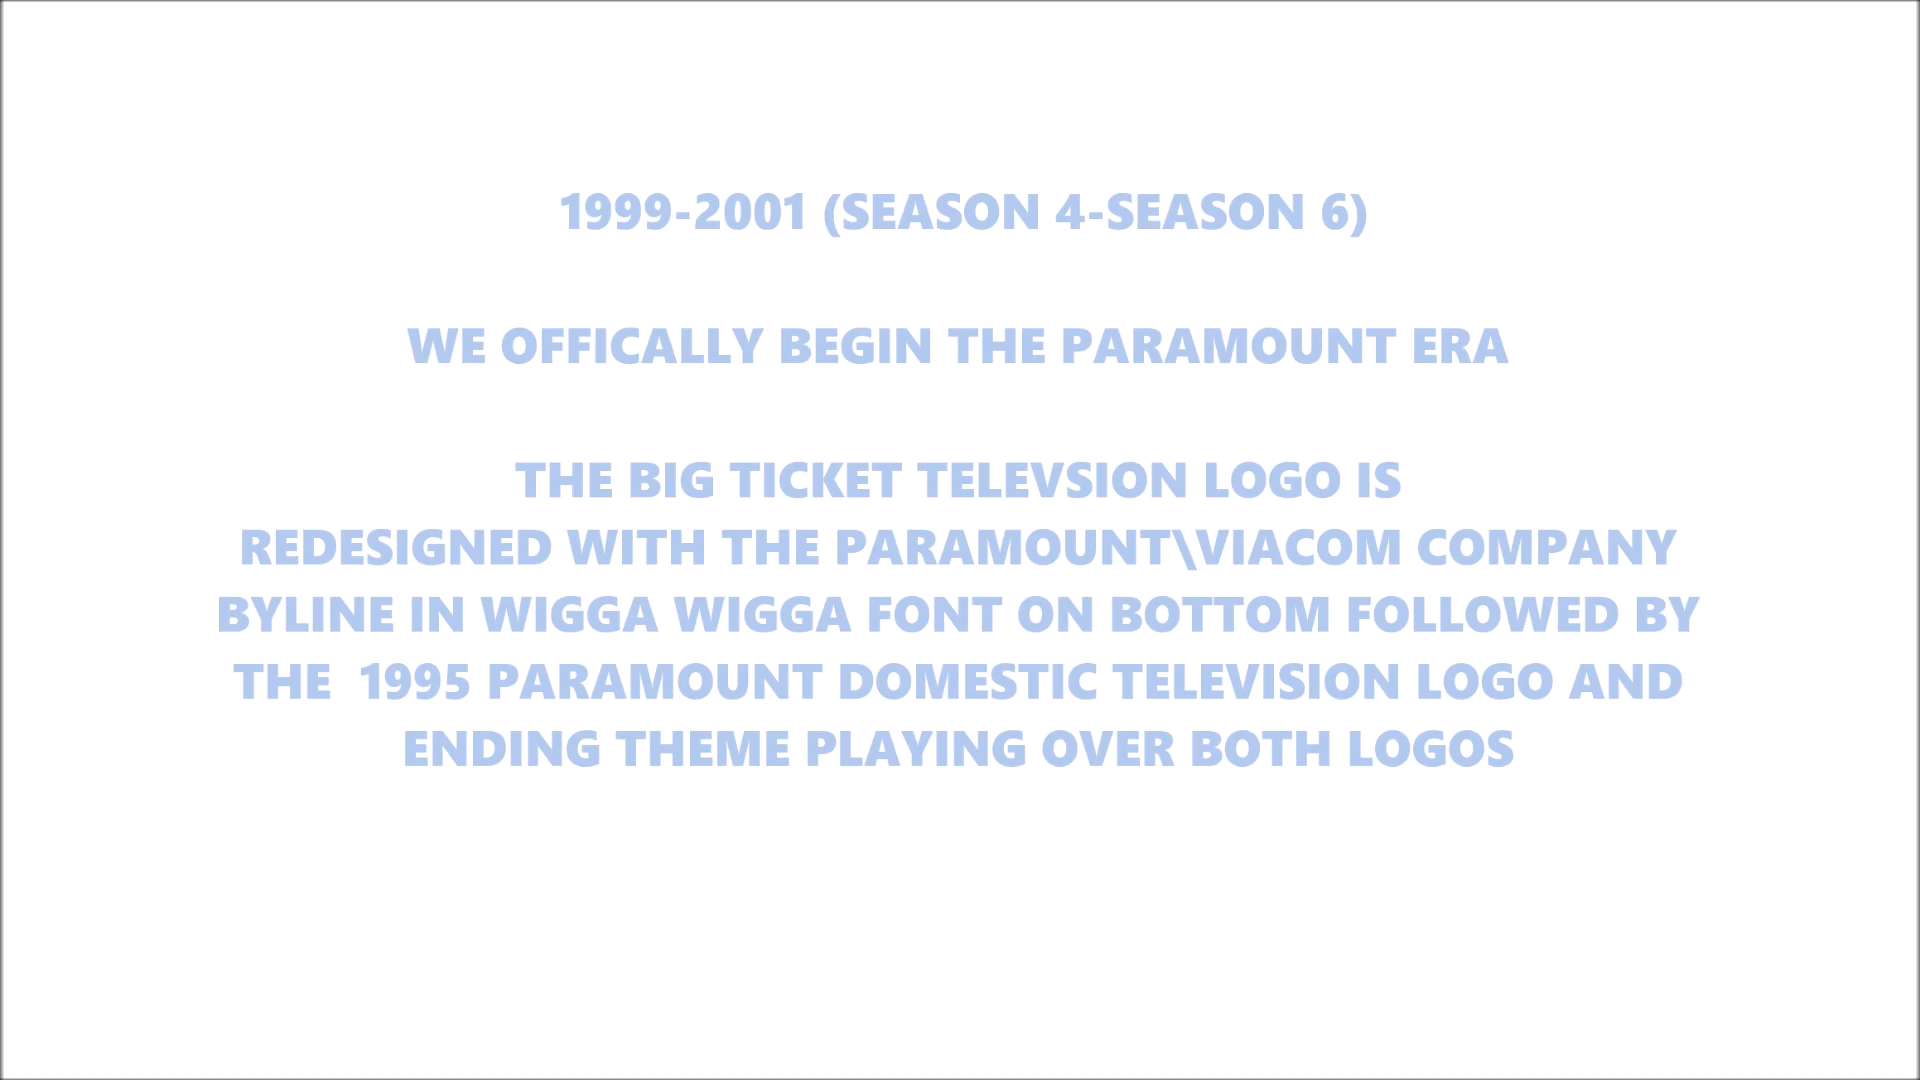 1999-2001 (SEASON 4-SEASON 6)
WE OFFICALLY BEGIN THE PARAMOUNT ERA
THE BIG TICKET TELEVSION LOGO IS
REDESIGNED WITH THE PARAMOUNT\VIACOM COMPANY
BYLINE IN WIGGA WIGGA FONT ON BOTTOM FOLLOWED BY
THE  1995 PARAMOUNT DOMESTIC TELEVISION LOGO AND
ENDING THEME PLAYING OVER BOTH LOGOS